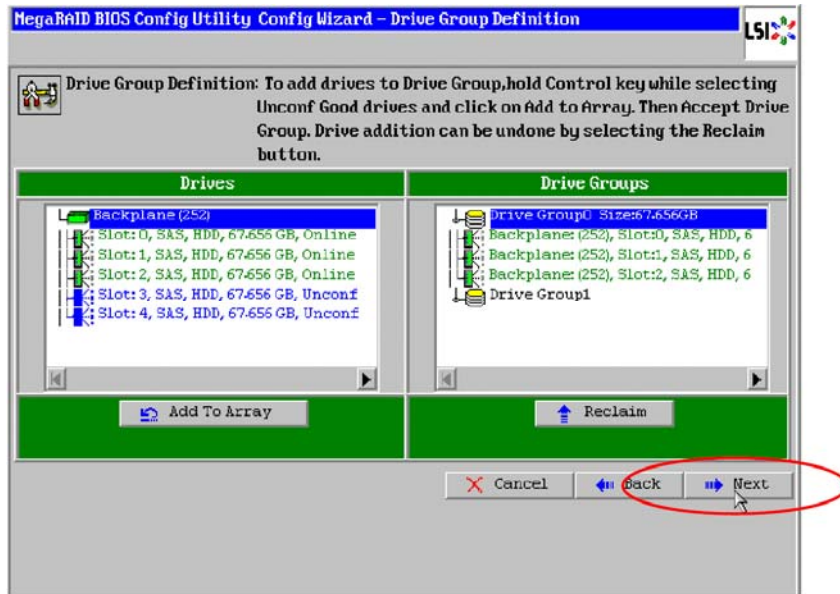 MegaRAID BIOS Config Utility Config Wizard - Drive Group Definition
LSI
Drive Group Definition: To add drives to Drive Group,hold Control key while selecting
Unconf Good drives and click on Add to Array. Then Accept Drive
Group. Drive addition can be undone by selecting the Reclaim
button.
Drives
Drive Groups
Backplane (252)
Slot: 0, SAS, HDD, 67.656 GB, Online
Slot: 1, SAS, HDD, 67.656 GB, Online
Slot: 2, SAS, HDD, 67.656 GB, Online
Slot: 3, SAS, HDD, 67.656 GB, Unconf
Slot: 4, SAS, HDD, 67.656 GB, Unconf
Drive Group0 Size:67.656GB
Backplane: (252), Slot:0, SAS, HDD, 6
Backplane: (252), Slot:1, SAS, HDD, 6
Backplane: (252), Slot:2, SAS, HDD, 6
Drive Group1
Add To Array
Reclaim
Cancel
Back
Next